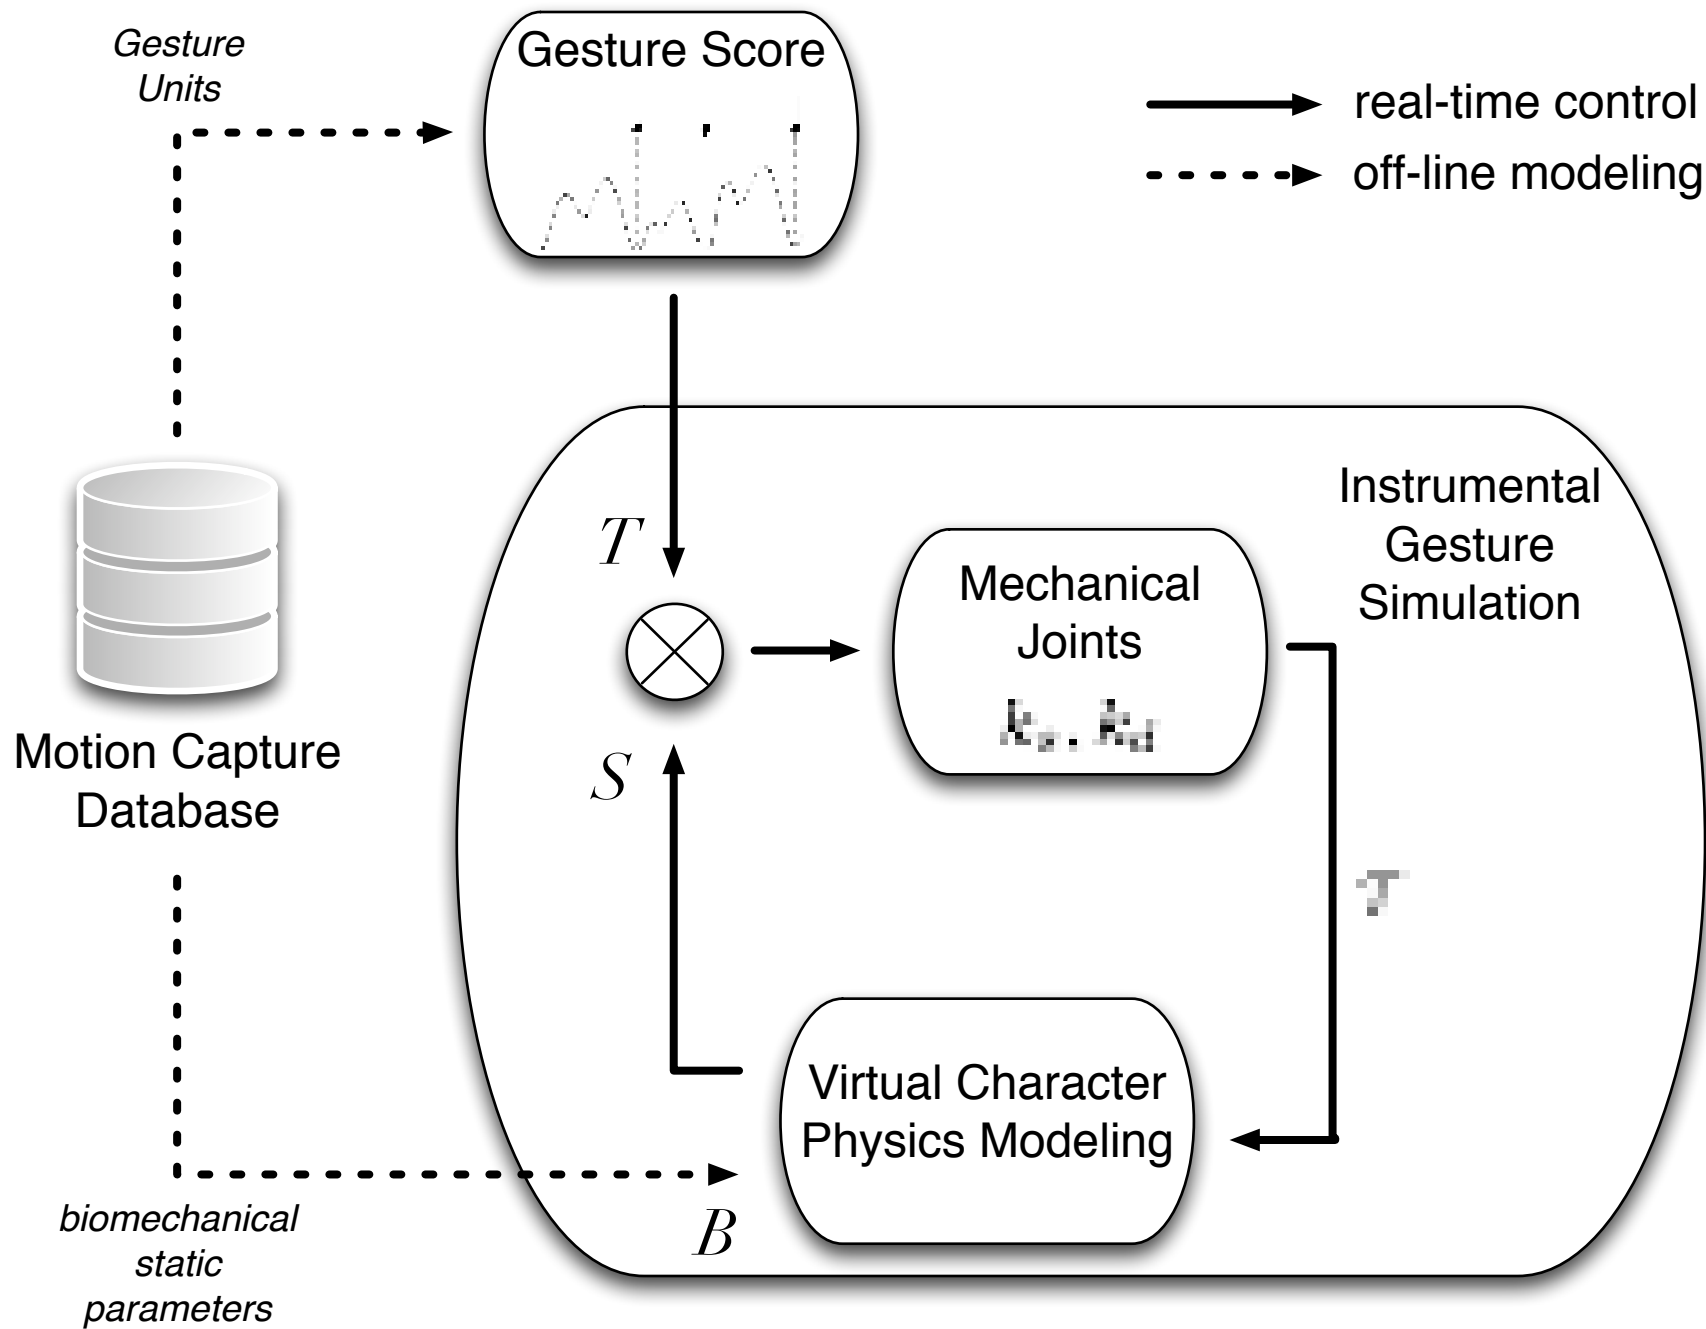 Gesture
Units
Gesture Score
real-time control
off-line modeling
Instrumental
Gesture
Simulation
T
Mechanical
Joints
S
Motion Capture
Database
Virtual Character
Physics Modeling
B
biomechanical
static
parameters